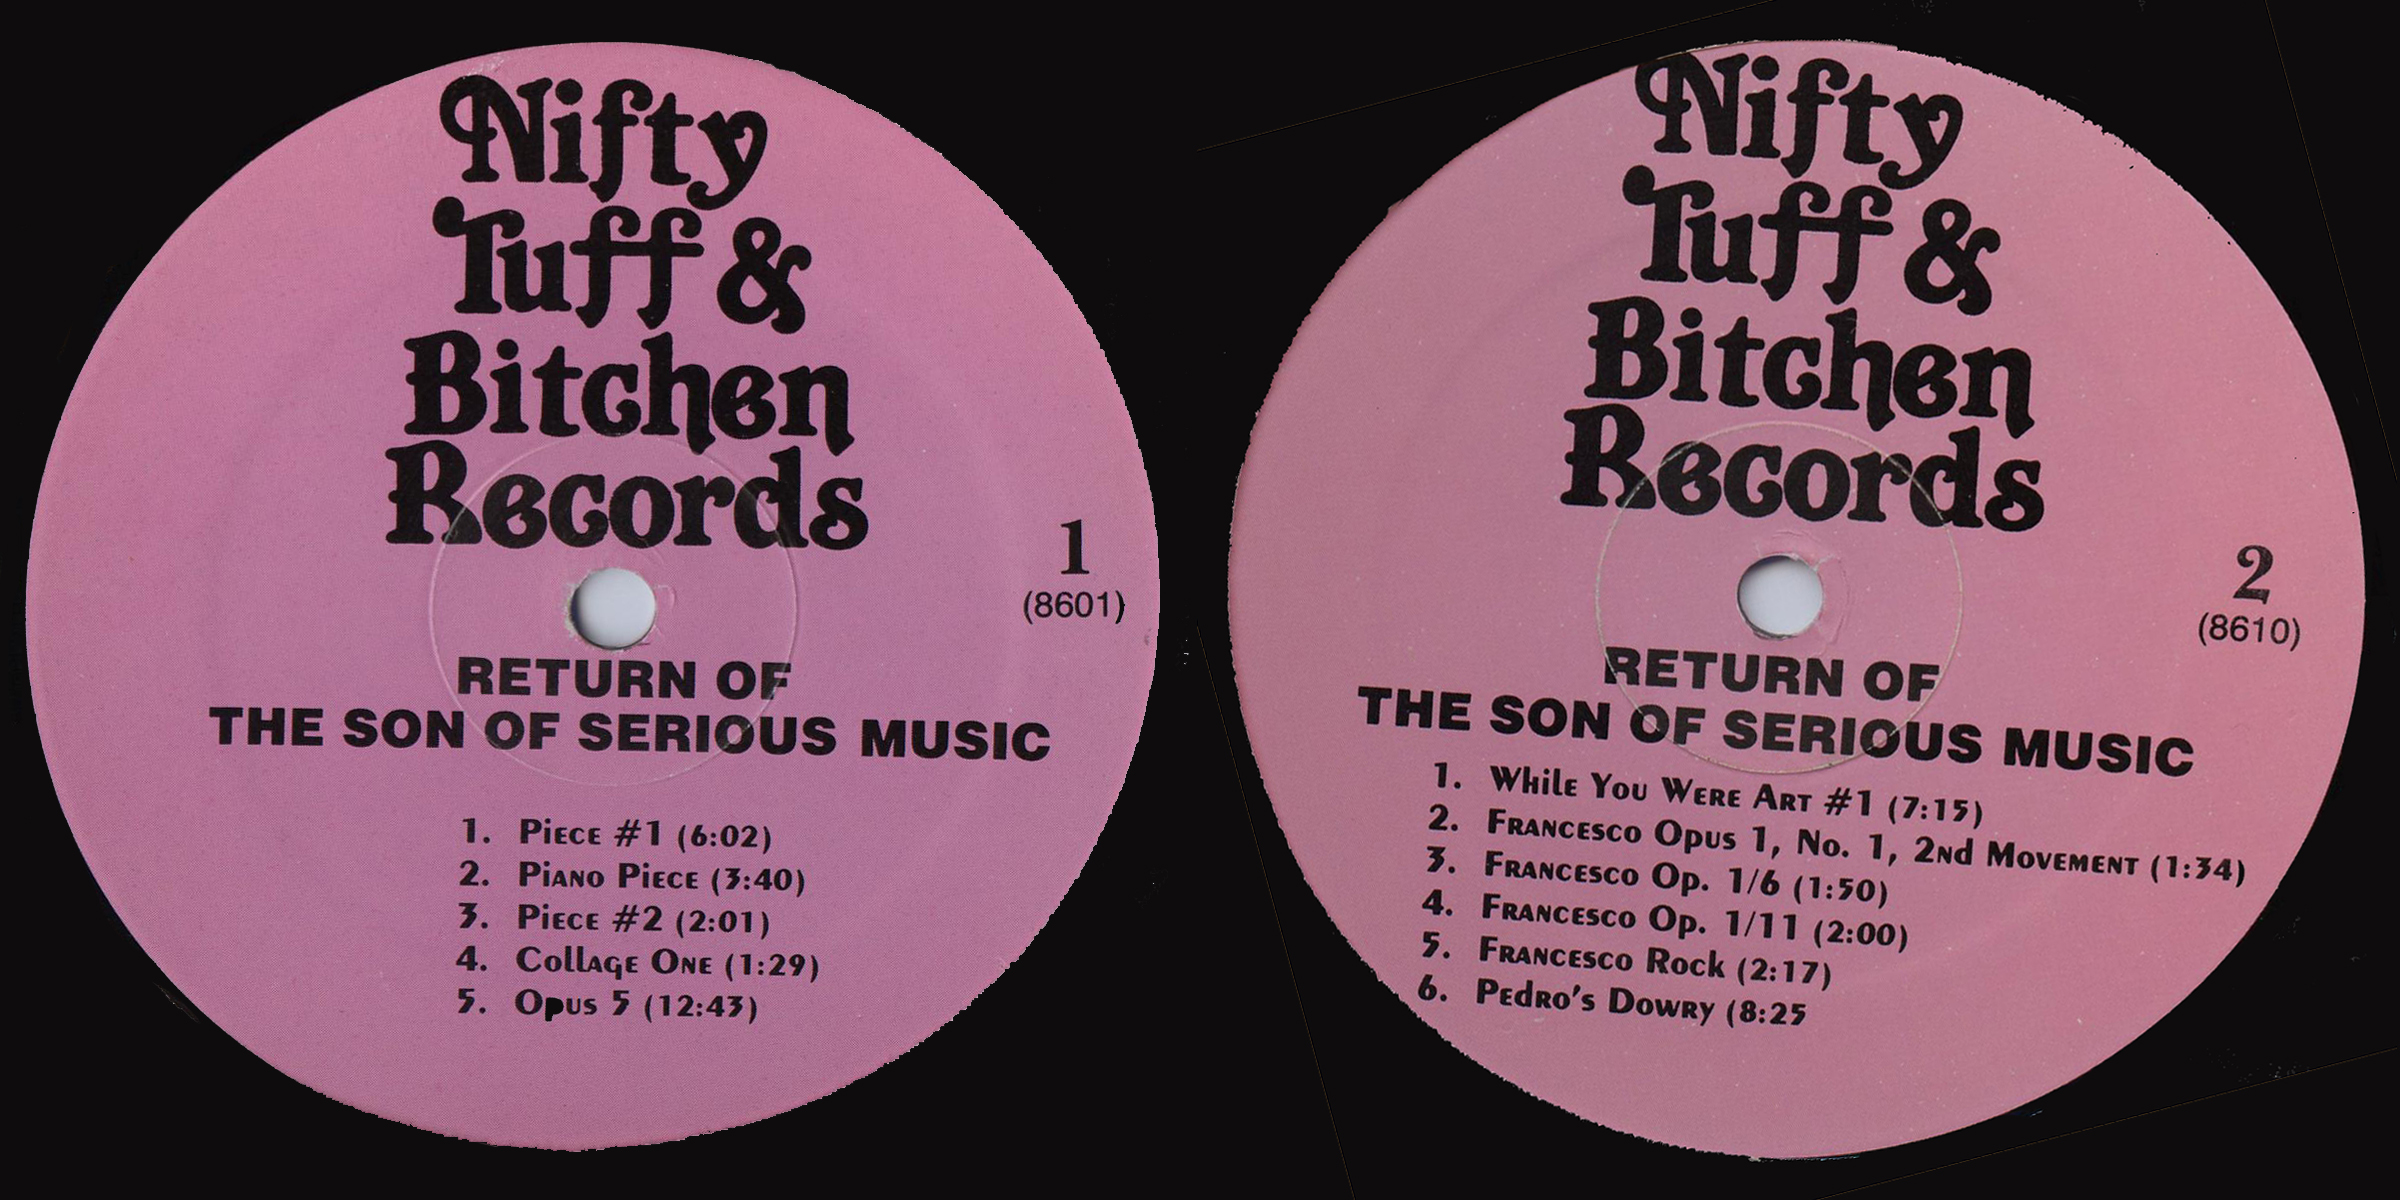 Nifty
Tuff &
Bitchen
Records
1
(8601)
RETURN OF
THE SON OF SERIOUS MUSIC
1. Piece #1 (6:02)
2. Piano Piece (3:40)
3. Piece #2 (2:01)
4. Collage One (1:29)
5. Opus 5 (12:43)
Nifty
Tuff &
Bitchen
Records
2
(8610)
RETURN OF
THE SON OF SERIOUS MUSIC
1. While You Were Art #1 (7:15)
2. Francesco Opus 1, No. 1, 2nd Movement (1:34)
3. Francesco Op. 1/6 (1:50)
4. Francesco Op. 1/11 (2:00)
5. Francesco Rock (2:17)
6. Pedro's Dowry (8:25